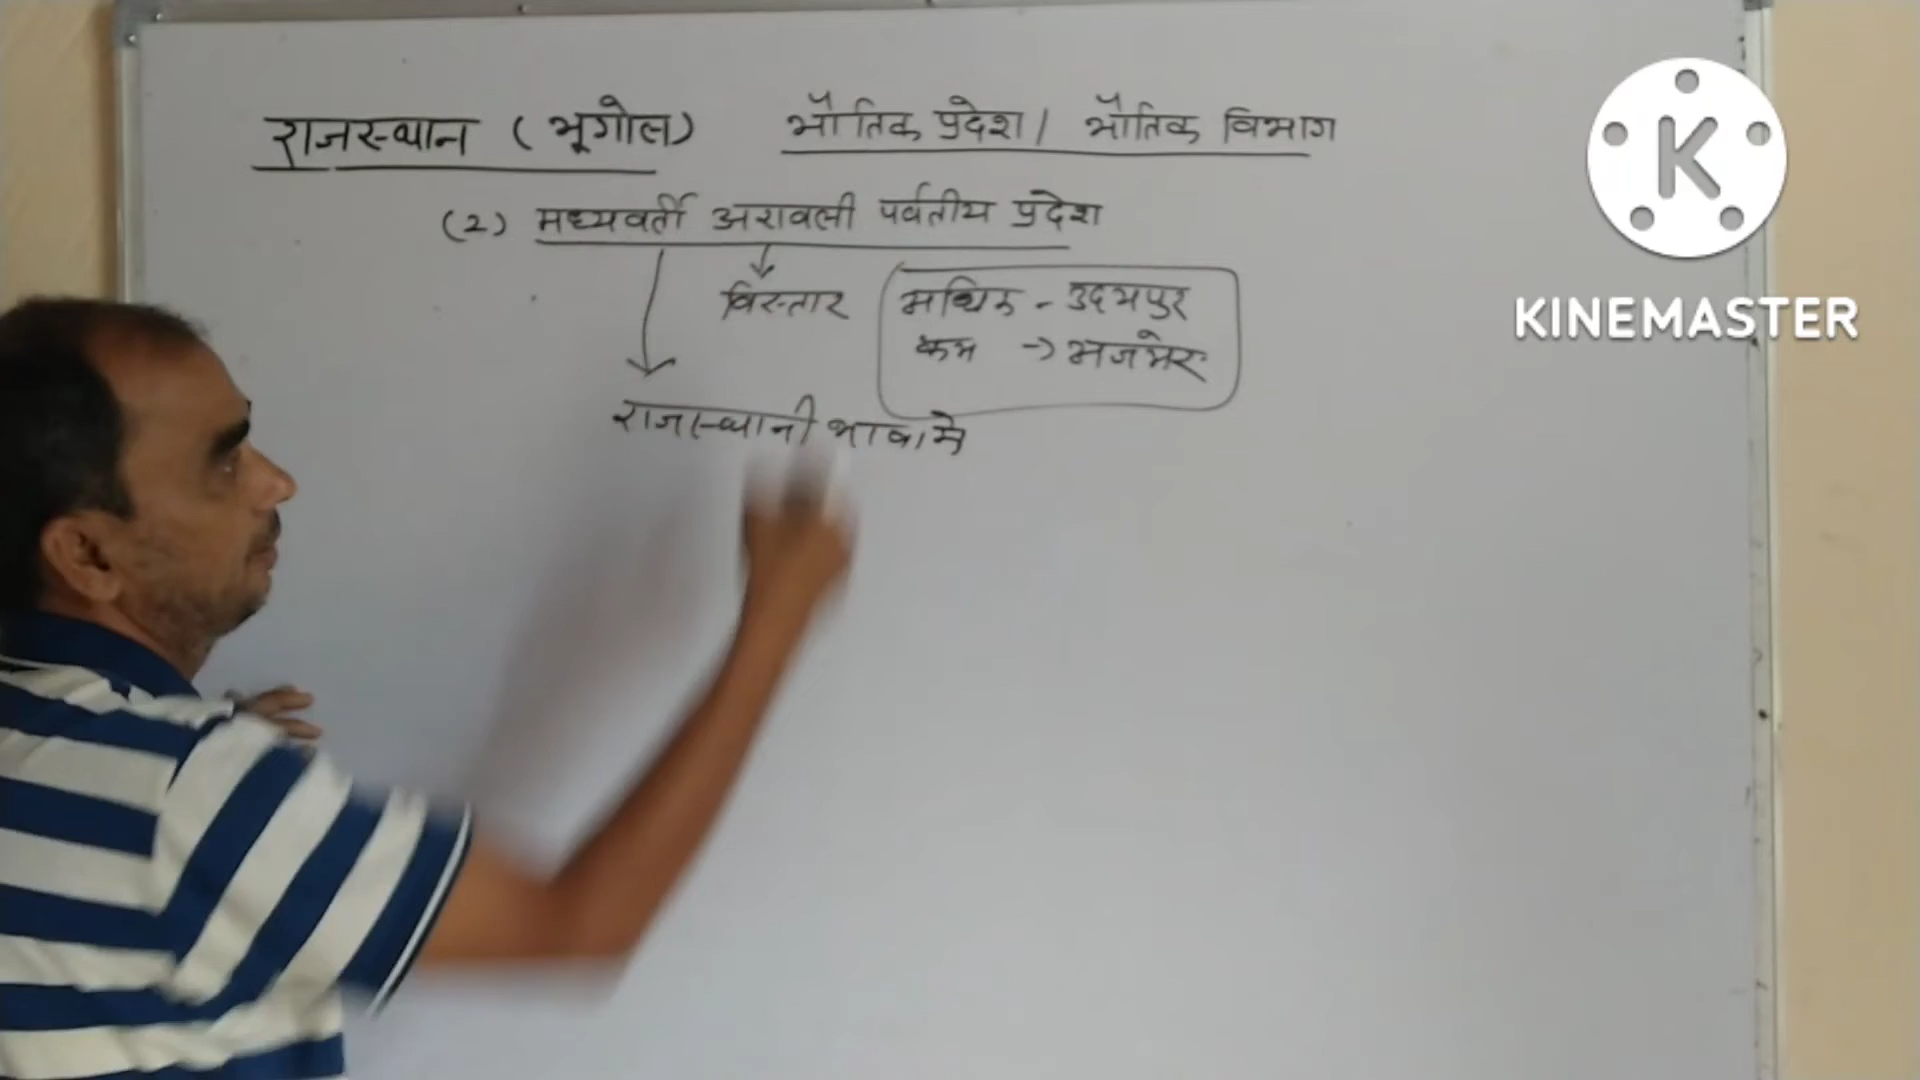 राजस्थान (भूगोल) भौतिक प्रदेश / भौतिक विभाग
(2) मध्यवर्ती अरावली पर्वतीय प्रदेश
विस्तार अधिक - उदयपुर
कम → अजमेर
राजस्थानी भाषा में
KINEMASTER